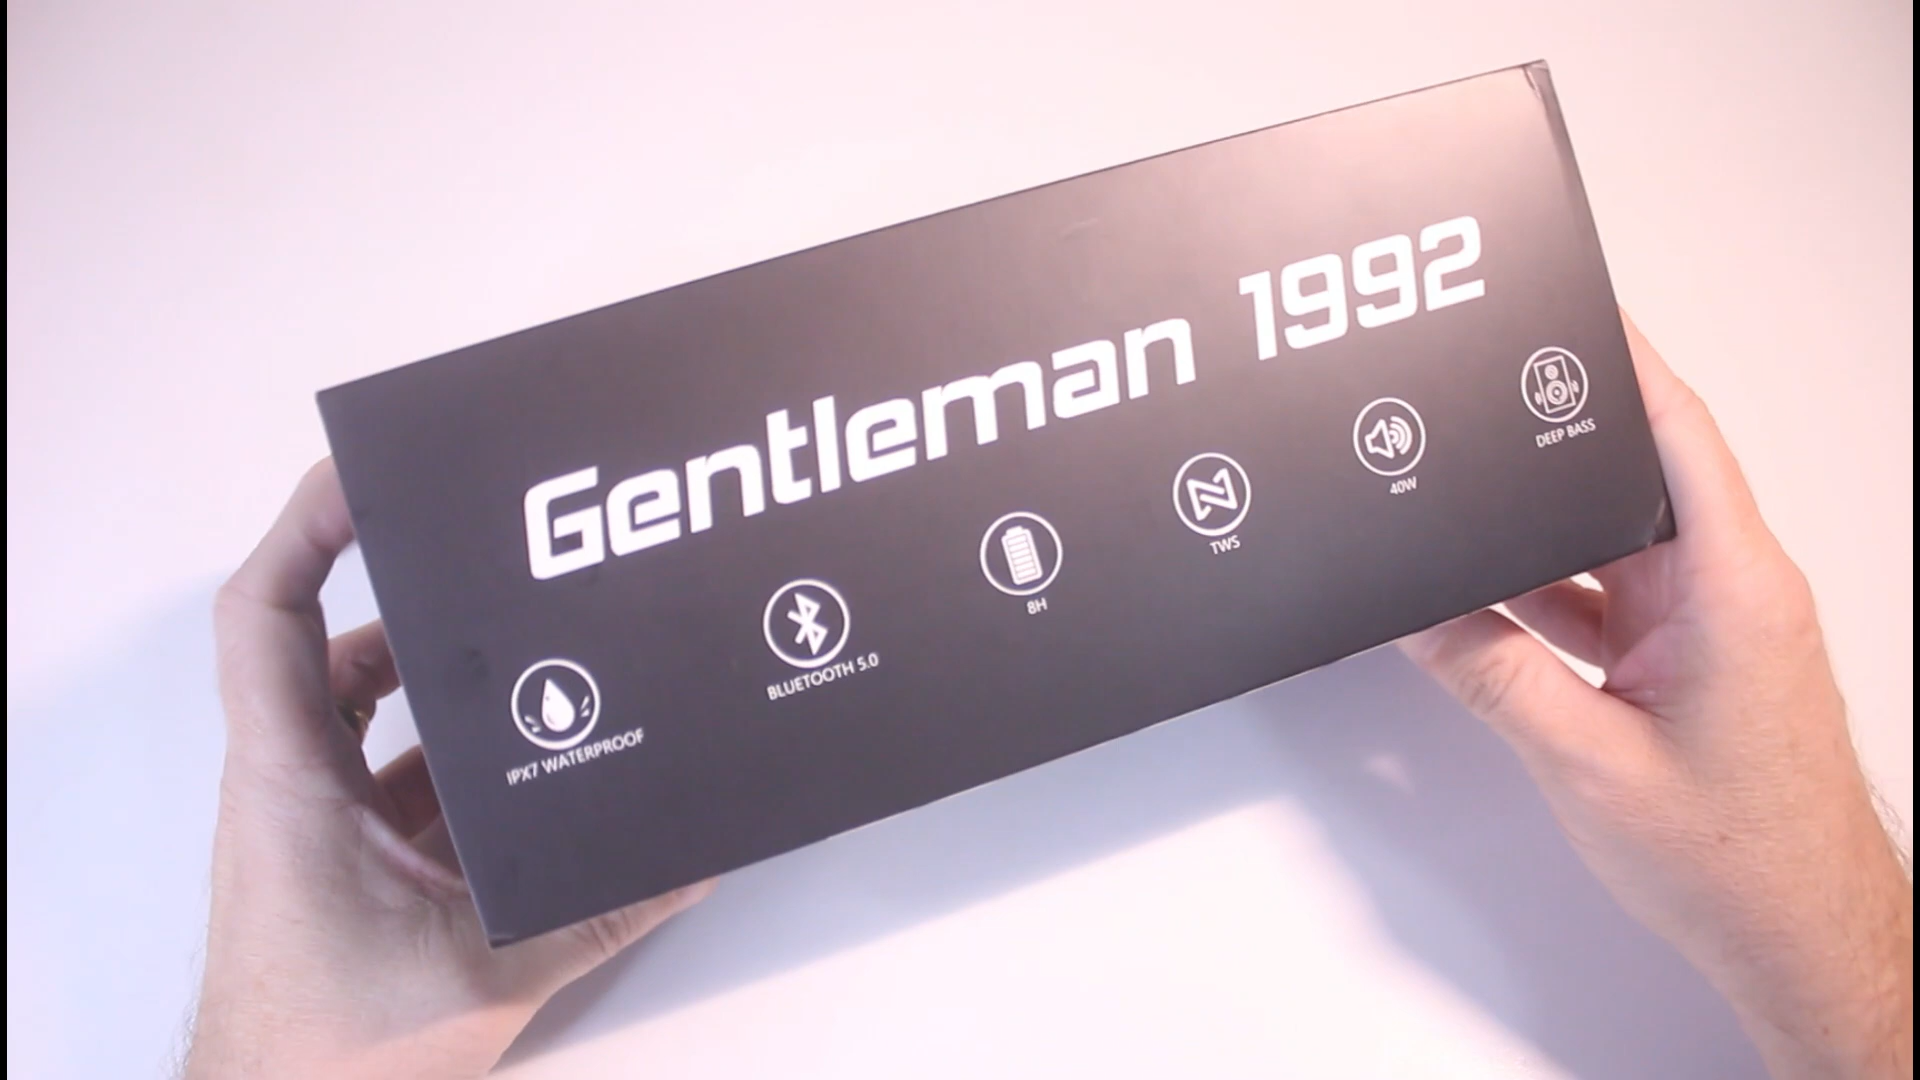 Gentleman 1992
IPX7 WATERPROOF
BLUETOOTH 5.0
8H
TWS
40W
DEEP BASS